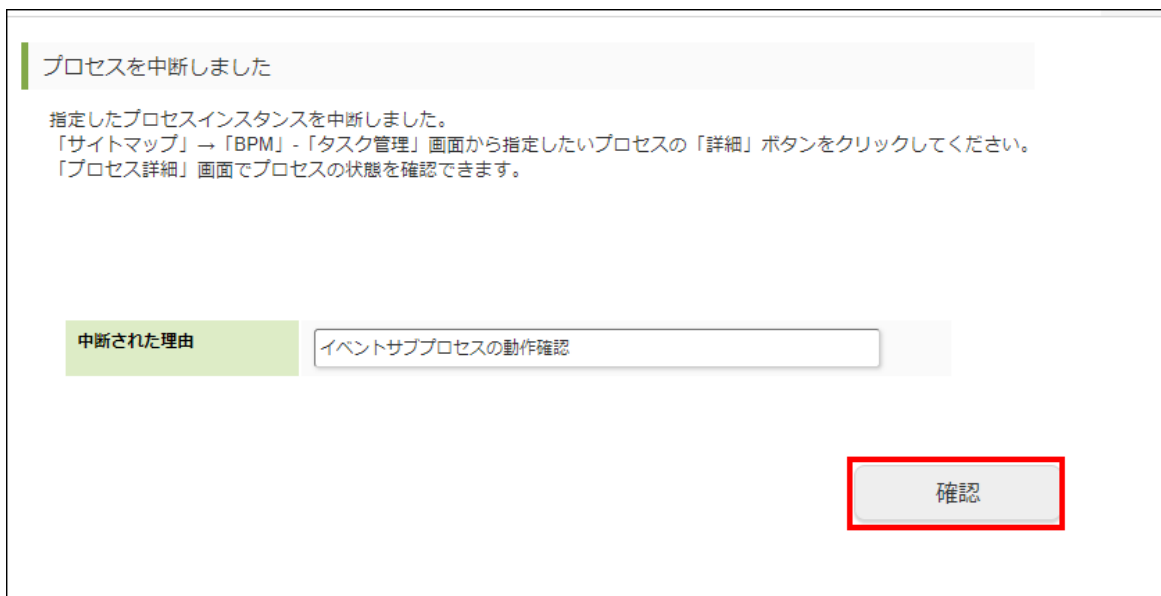 プロセスを中断しました
指定したプロセスインスタンスを中断しました。
「サイトマップ」→「BPM」-「タスク管理」画面から指定したいプロセスの「詳細」ボタンをクリックしてください。
「プロセス詳細」画面でプロセスの状態を確認できます。
中断された理由
イベントサブプロセスの動作確認
確認